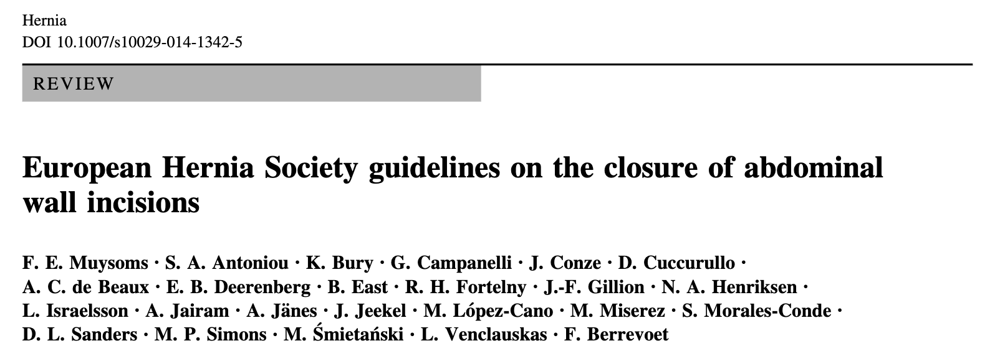 Hernia
DOI 10.1007/s10029-014-1342-5
REVIEW
European Hernia Society guidelines on the closure of abdominal
wall incisions
F. E. Muysoms · S. A. Antoniou · K. Bury · G. Campanelli · J. Conze · D. Cuccurullo ·
A. C. de Beaux · E. B. Deerenberg · B. East · R. H. Fortelny · J.-F. Gillion · N. A. Henriksen ·
L. Israelsson · A. Jairam · A. Jänes · J. Jeekel · M. López-Cano · M. Miserez · S. Morales-Conde ·
D. L. Sanders · M. P. Simons · M. Śmietański · L. Venclauskas · F. Berrevoet